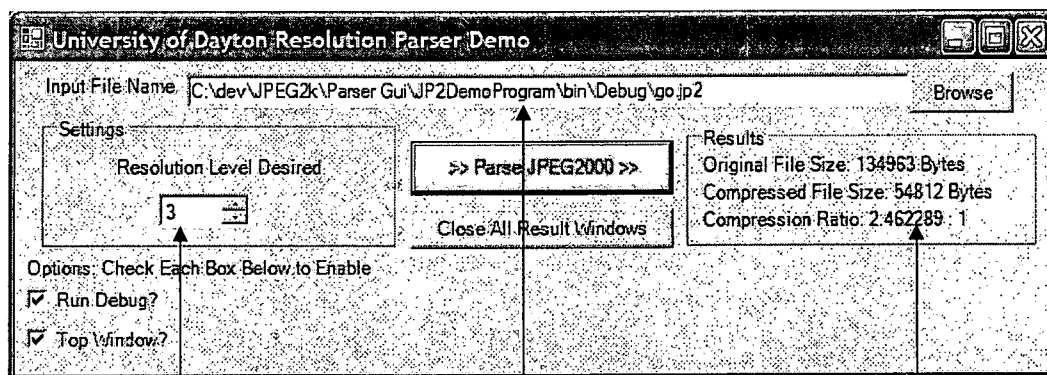 University of Dayton Resolution Parser Demo
Input File Name C:\dev\JPEG2k\Parser Gui\JP2DemoProgram\bin\Debug\go.jp2 Browse
Settings
Resolution Level Desired
3
>> Parse JPEG2000 >>
Close All Result Windows
Results
Original File Size: 134963 Bytes
Compressed File Size: 54812 Bytes
Compression Ratio: 2.462289 : 1
Options: Check Each Box Below to Enable
Run Debug?
Top Window?